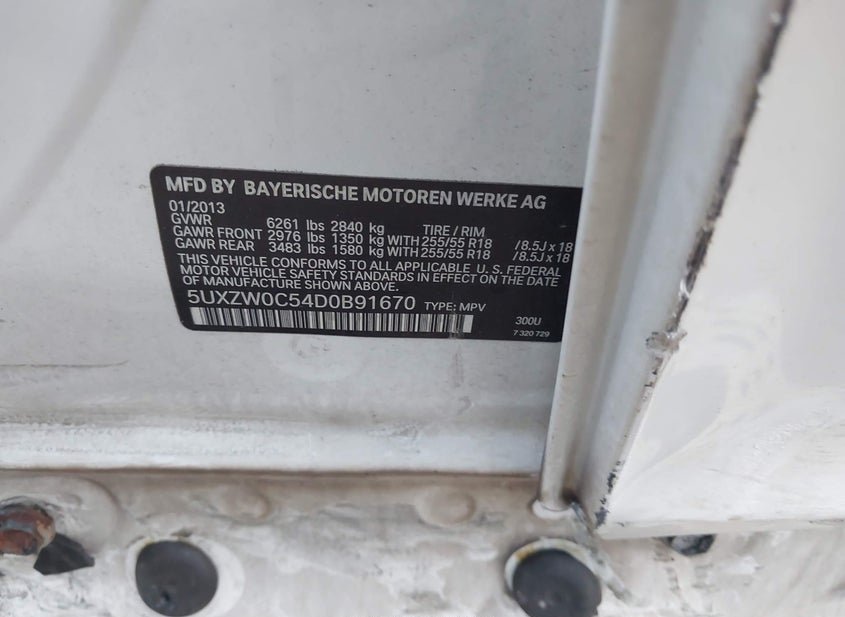 MFD BY BAYERISCHE MOTOREN WERKE AG
01/2013
GVWR 6261 lbs 2840 kg TIRE / RIM
GAWR FRONT 2976 lbs 1350 kg WITH 255/55 R18 /8.5J x 18
GAWR REAR 3483 lbs 1580 kg WITH 255/55 R18 /8.5J x 18
THIS VEHICLE CONFORMS TO ALL APPLICABLE U.S. FEDERAL
MOTOR VEHICLE SAFETY STANDARDS IN EFFECT ON THE DATE
OF MANUFACTURE SHOWN ABOVE.
5UXZW0C54D0B91670 TYPE: MPV
300U
7 320 729